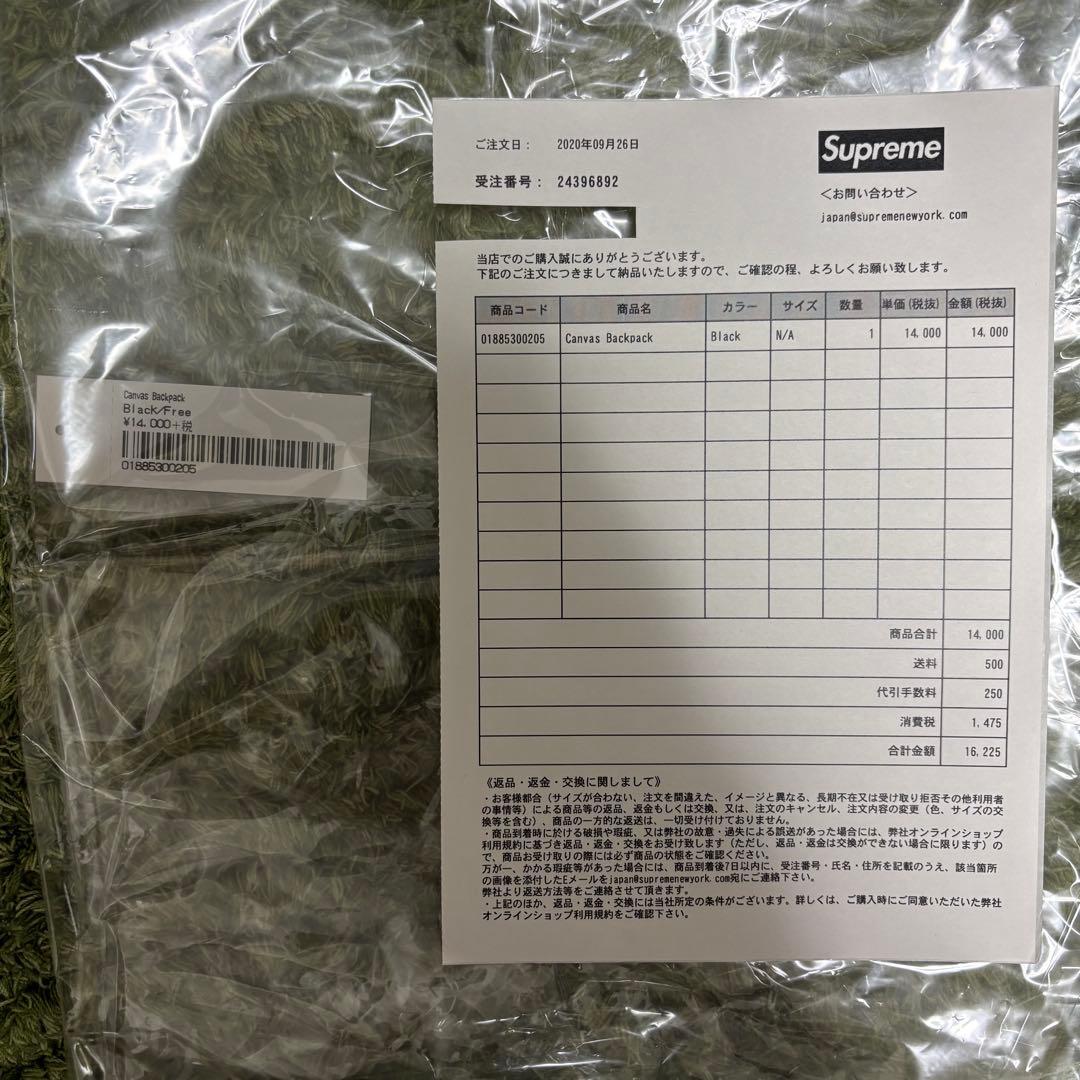 Canvas Backpack
Black/Free
¥14,000+税
01885300205
ご注文日： 2020年09月26日
受注番号： 24396892
Supreme
＜お問い合わせ＞
japan@supremenewyork.com
当店でのご購入誠にありがとうございます。
下記のご注文につきまして納品いたしますので、ご確認の程、よろしくお願い致します。
商品コード 商品名 カラー サイズ 数量 単価(税抜) 金額(税抜)
01885300205 Canvas Backpack Black N/A 1 14,000 14,000
商品合計 14,000
送料 500
代引手数料 250
消費税 1,475
合計金額 16,225
《返品・返金・交換に関しまして》
・お客様都合（サイズが合わない、注文を間違えた、イメージと異なる、長期不在又は受け取り拒否その他利用者
の事情等）による商品等の返品、返金もしくは交換、又は、注文のキャンセル、注文内容の変更（色、サイズの交
換等を含む）、商品の一方的な返送は、一切受け付けておりません。
・商品到着時に於ける破損や瑕疵、又は弊社の故意・過失による誤送があった場合には、弊社オンラインショップ
利用規約に基づき返品・返金・交換をお受け致します（ただし、返品・返金は交換ができない場合に限ります）の
で、商品お受け取りの際には必ず商品の状態をご確認ください。
万が一、かかる瑕疵等があった場合には、商品到着後7日以内に、受注番号・氏名・住所を記載のうえ、該当箇所
の画像を添付したEメールをjapan@supremenewyork.com宛にご連絡下さい。
弊社より返送方法等をご連絡させて頂きます。
・上記のほか、返品・返金・交換には当社所定の条件がございます。詳しくは、ご購入時にご同意いただいた弊社
オンラインショップ利用規約をご確認下さい。